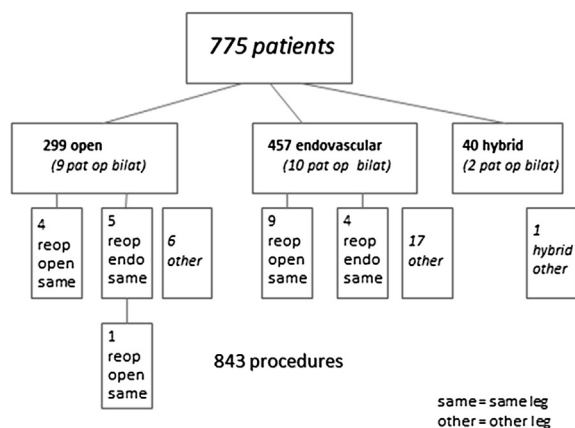 775 patients
299 open
(9 pat op bilat)
457 endovascular
(10 pat op bilat)
40 hybrid
(2 pat op bilat)
4
reop
open
same
5
reop
endo
same
6
other
9
reop
open
same
4
reop
endo
same
17
other
1
hybrid
other
1
reop
open
same
843 procedures
same = same leg
other = other leg